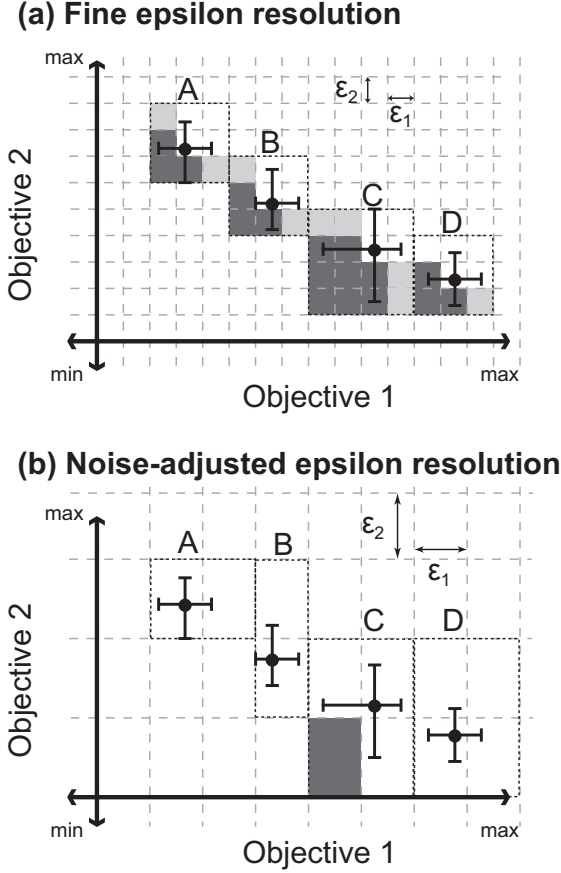 (a) Fine epsilon resolution
max
A
ε2
ε1
B
C
D
Objective 2
min
max
Objective 1
(b) Noise-adjusted epsilon resolution
max
ε2
A
B
ε1
C
D
Objective 2
min
max
Objective 1